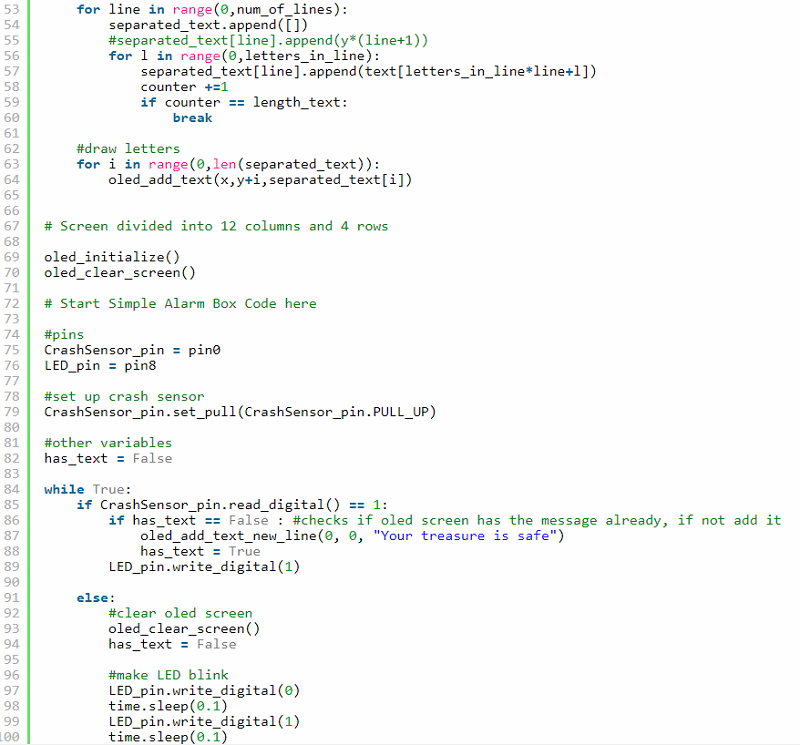 53 for line in range(0,num_of_lines):
54 separated_text.append([])
55 #separated_text[line].append(y*(line+1))
56 for l in range(0,letters_in_line):
57 separated_text[line].append(text[letters_in_line*line+l])
58 counter +=1
59 if counter == length_text:
60 break
61
62 #draw letters
63 for i in range(0,len(separated_text)):
64 oled_add_text(x,y+i,separated_text[i])
65
66
67 # Screen divided into 12 columns and 4 rows
68
69 oled_initialize()
70 oled_clear_screen()
71
72 # Start Simple Alarm Box Code here
73
74 #pins
75 CrashSensor_pin = pin0
76 LED_pin = pin8
77
78 #set up crash sensor
79 CrashSensor_pin.set_pull(CrashSensor_pin.PULL_UP)
80
81 #other variables
82 has_text = False
83
84 while True:
85 if CrashSensor_pin.read_digital() == 1:
86 if has_text == False : #checks if oled screen has the message already, if not add it
87 oled_add_text_new_line(0, 0, "Your treasure is safe")
88 has_text = True
89 LED_pin.write_digital(1)
90
91 else:
92 #clear oled screen
93 oled_clear_screen()
94 has_text = False
95
96 #make LED blink
97 LED_pin.write_digital(0)
98 time.sleep(0.1)
99 LED_pin.write_digital(1)
100 time.sleep(0.1)